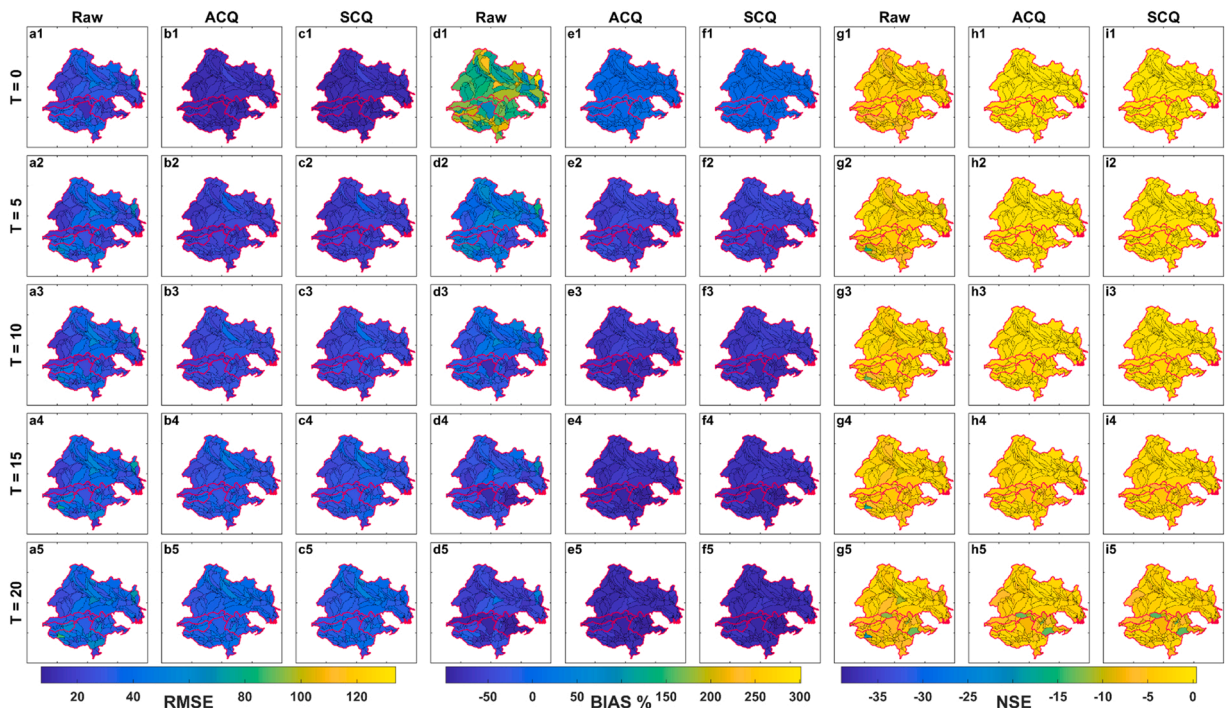 Raw ACQ SCQ Raw ACQ SCQ Raw ACQ SCQ
a1 b1 c1 d1 e1 f1 g1 h1 i1
T = 0
a2 b2 c2 d2 e2 f2 g2 h2 i2
T = 5
a3 b3 c3 d3 e3 f3 g3 h3 i3
T = 10
a4 b4 c4 d4 e4 f4 g4 h4 i4
T = 15
a5 b5 c5 d5 e5 f5 g5 h5 i5
T = 20
20 40 60 80 100 120 -50 0 50 100 150 200 250 300 -35 -30 -25 -20 -15 -10 -5 0
RMSE BIAS % NSE